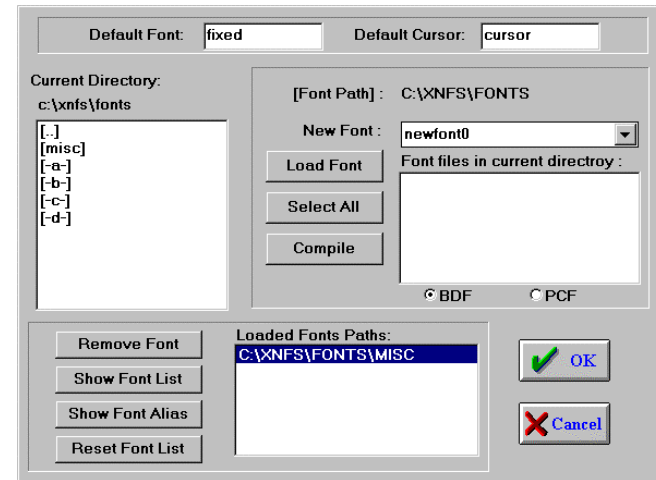 Default Font: fixed Default Cursor: cursor
Current Directory:
c:\xnfs\fonts
[..]
[misc]
[-a-]
[-b-]
[-c-]
[-d-]
[Font Path] : C:\XNFS\FONTS
New Font : newfont0
Load Font
Select All
Compile
Font files in current directroy :
BDF PCF
Remove Font
Show Font List
Show Font Alias
Reset Font List
Loaded Fonts Paths:
C:\XNFS\FONTS\MISC
OK
Cancel